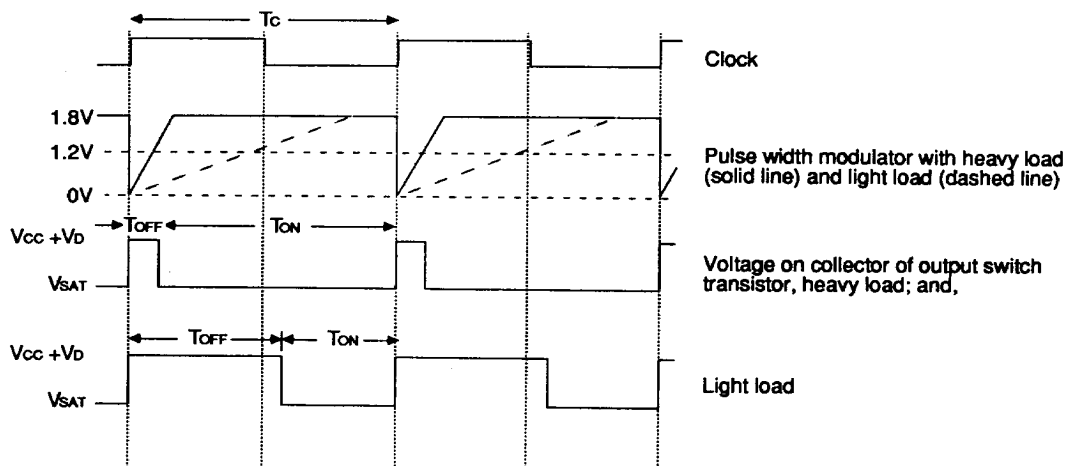 TC
Clock
1.8V
1.2V
0V
Pulse width modulator with heavy load
(solid line) and light load (dashed line)
TOFF
TON
VCC +VD
VSAT
Voltage on collector of output switch
transistor, heavy load; and,
TOFF
TON
VCC +VD
VSAT
Light load